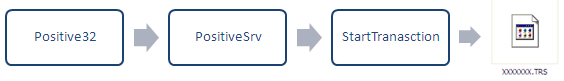 Positive32
PositiveSrv
StartTranasction
XXXXXXX.TRS